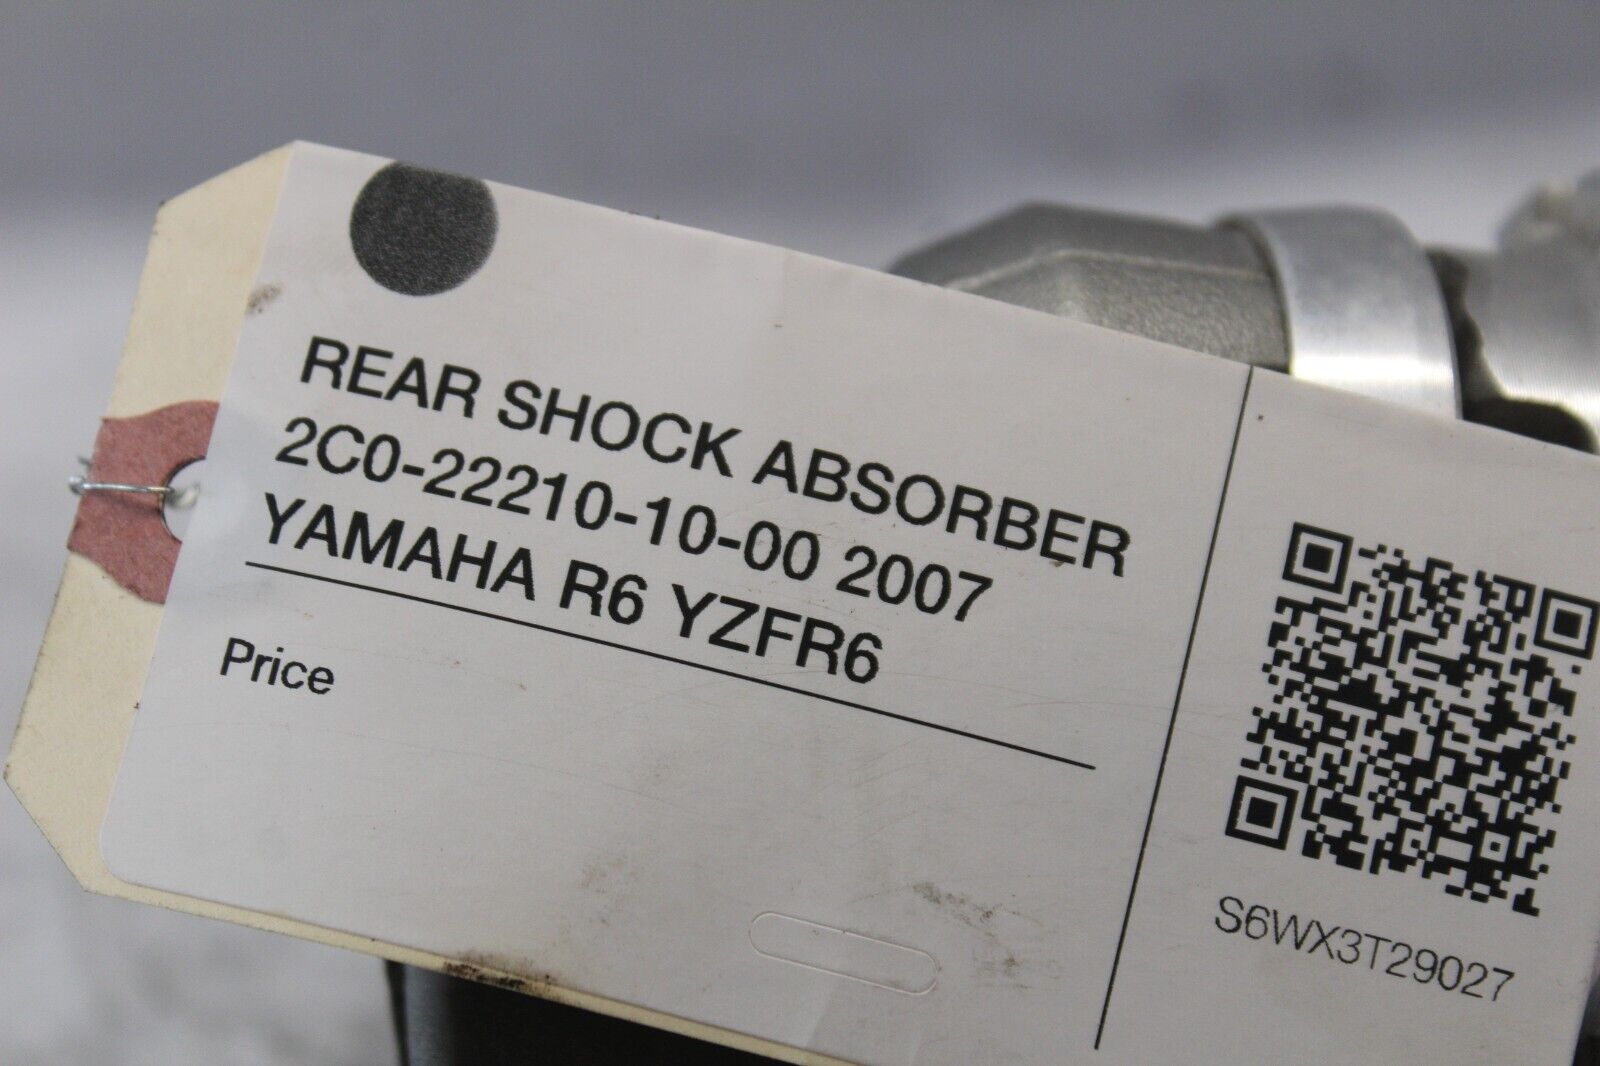 REAR SHOCK ABSORBER
2C0-22210-10-00 2007
YAMAHA R6 YZFR6
Price
S6WX3T29027